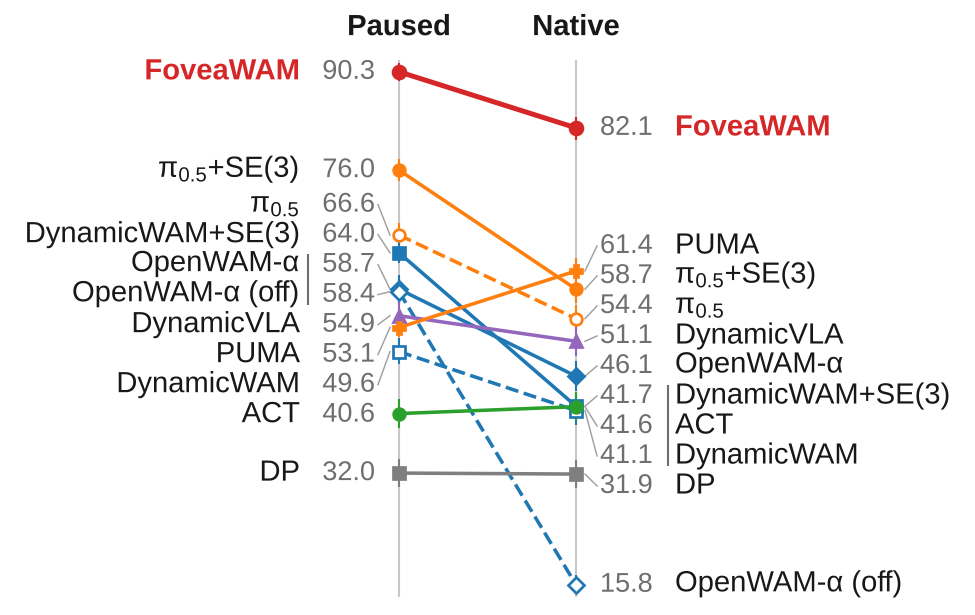 Paused Native
FoveaWAM 90.3
82.1 FoveaWAM
π0.5+SE(3) 76.0
π0.5 66.6
DynamicWAM+SE(3) 64.0
61.4 PUMA
OpenWAM-α 58.7
58.7 π0.5+SE(3)
OpenWAM-α (off) 58.4
54.4 π0.5
DynamicVLA 54.9
51.1 DynamicVLA
PUMA 53.1
46.1 OpenWAM-α
DynamicWAM 49.6
41.7 DynamicWAM+SE(3)
ACT 40.6
41.6 ACT
41.1 DynamicWAM
DP 32.0
31.9 DP
15.8 OpenWAM-α (off)